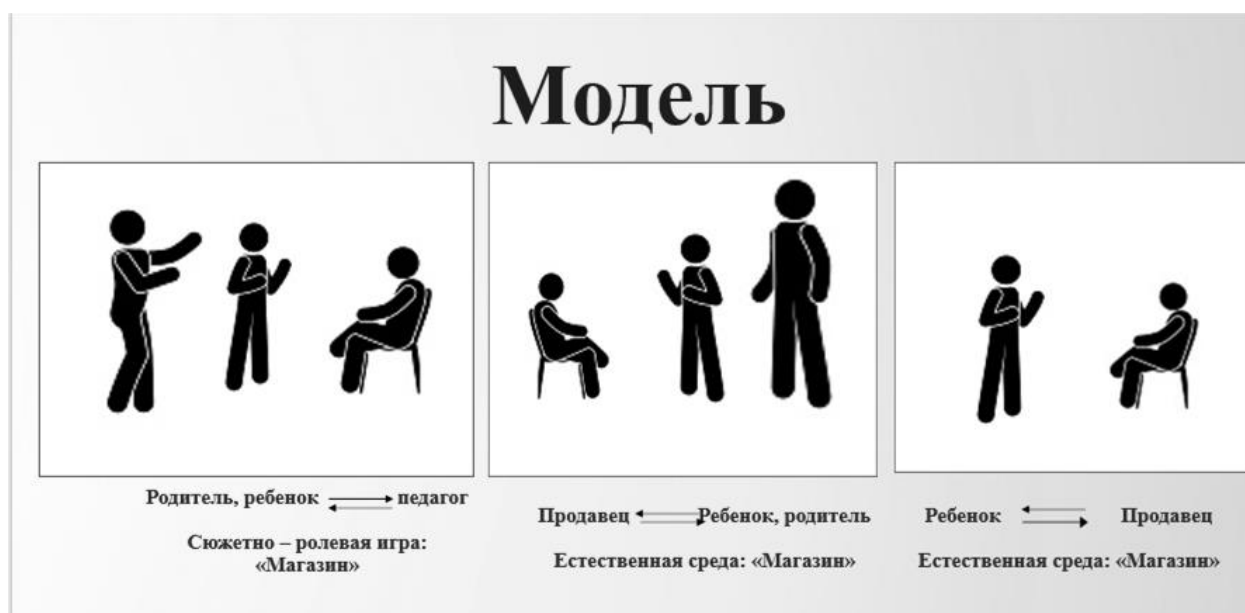 Модель
Родитель, ребенок педагог
Сюжетно – ролевая игра:
«Магазин»
Продавец Ребенок, родитель
Естественная среда: «Магазин»
Ребенок Продавец
Естественная среда: «Магазин»